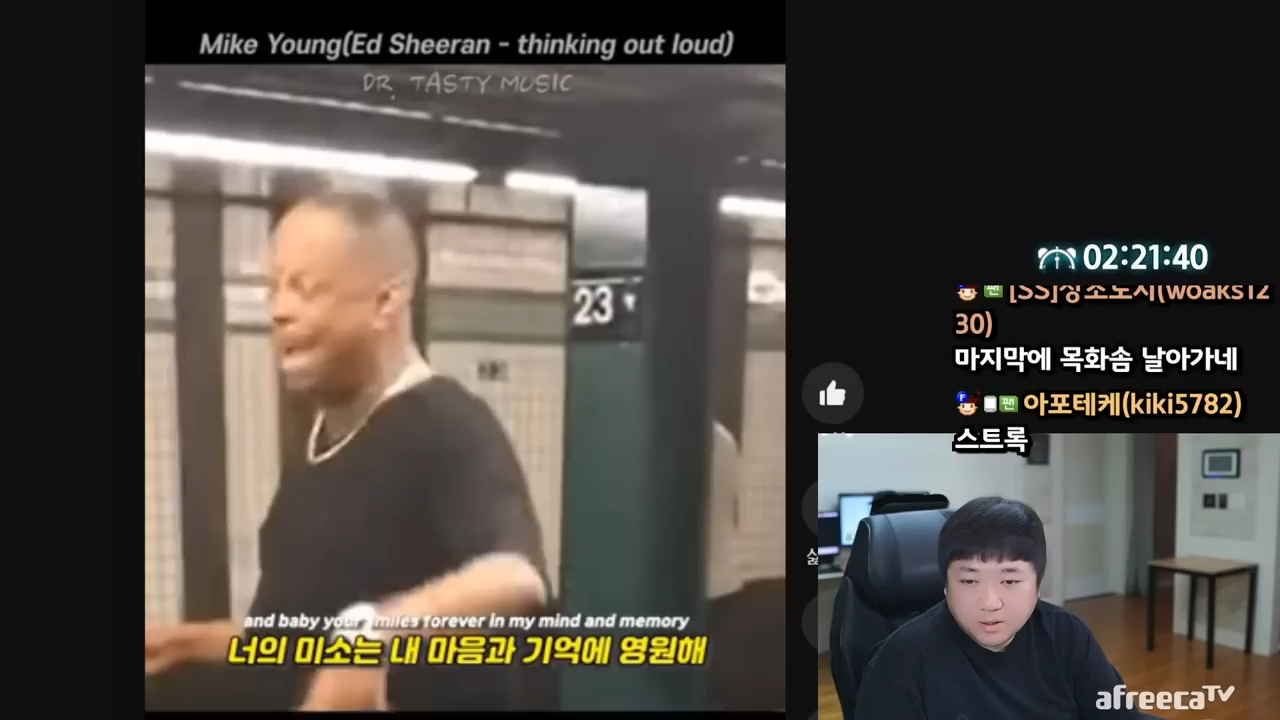 Mike Young(Ed Sheeran - thinking out loud)
DR. TASTY MUSIC
23
and baby your smiles forever in my mind and memory
너의 미소는 내 마음과 기억에 영원해
02:21:40
30)
마지막에 목화솜 날아가네
아포테케(kiki5782)
스트록
afreecaTV